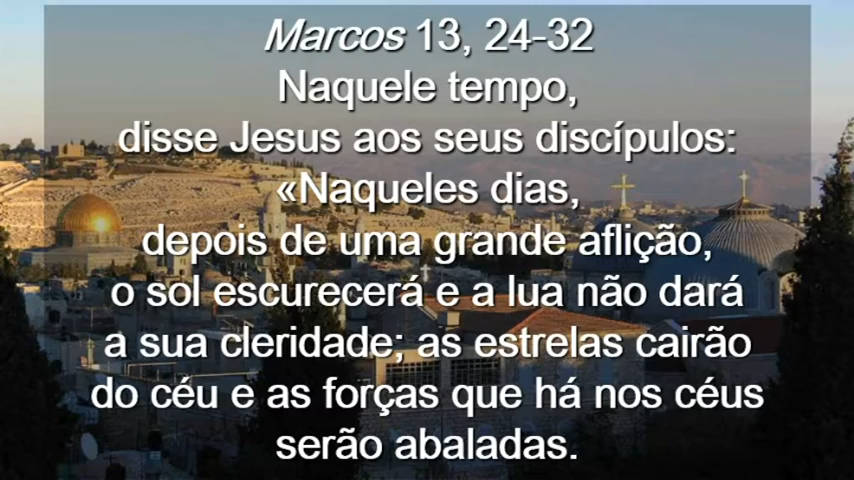 Marcos 13, 24-32
Naquele tempo,
disse Jesus aos seus discípulos:
«Naqueles dias,
depois de uma grande aflição,
o sol escurecerá e a lua não dará
a sua cleridade; as estrelas cairão
do céu e as forças que há nos céus
serão abaladas.